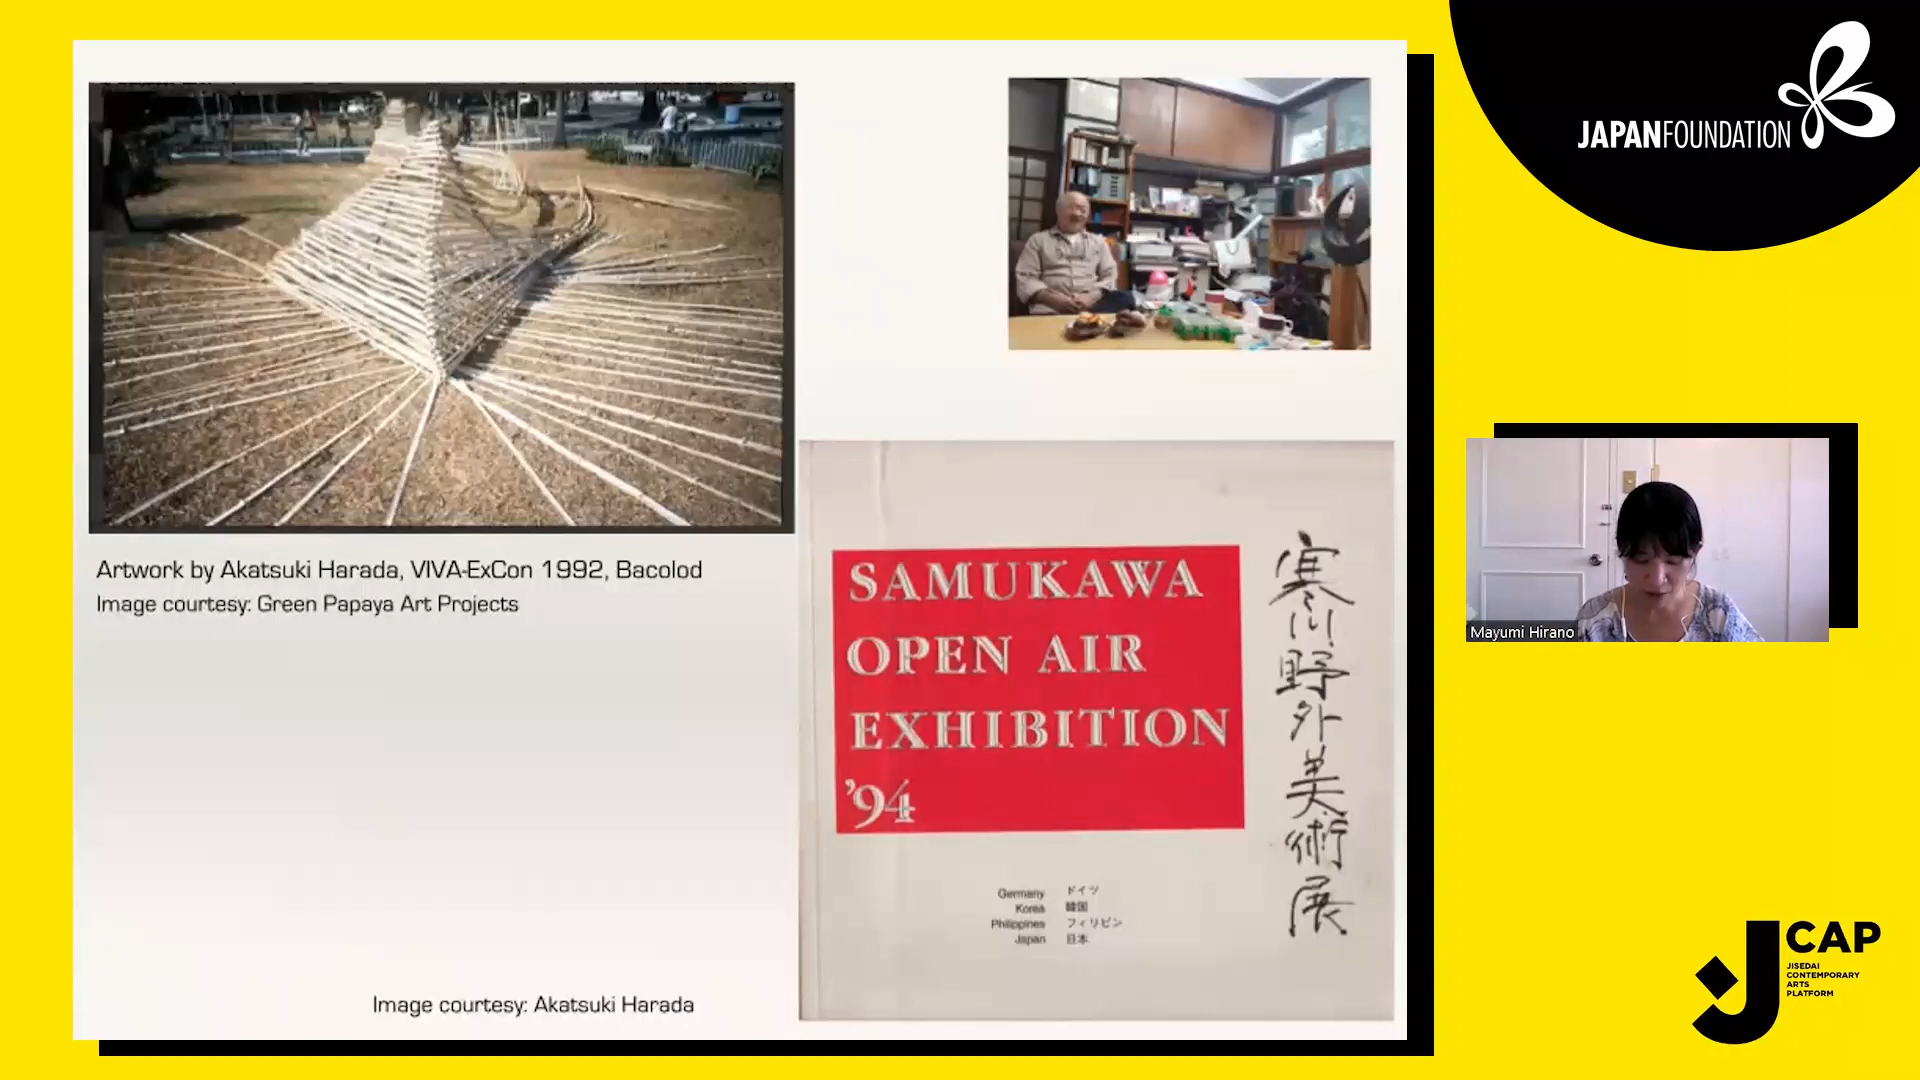 JAPANFOUNDATION
Artwork by Akatsuki Harada, VIVA-ExCon 1992, Bacolod
Image courtesy: Green Papaya Art Projects
SAMUKAWA
OPEN AIR
EXHIBITION
'94
寒川野外美術展
Germany ドイツ
Korea 韓国
Philippines フィリピン
Japan 日本
Image courtesy: Akatsuki Harada
Mayumi Hirano
JCAP
JISEDAI
CONTEMPORARY
ARTS
PLATFORM